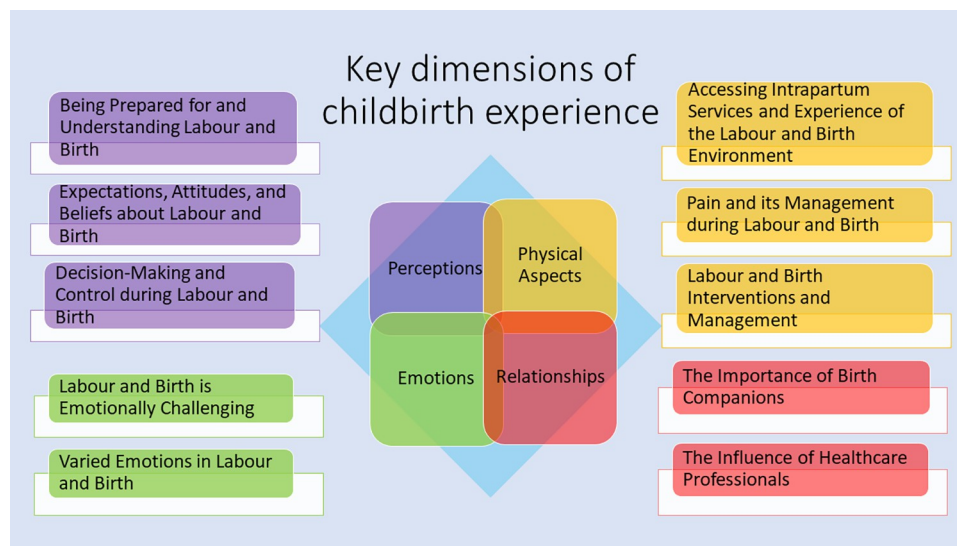 Key dimensions of
childbirth experience
Being Prepared for and
Understanding Labour and
Birth
Expectations, Attitudes, and
Beliefs about Labour and
Birth
Decision-Making and
Control during Labour and
Birth
Labour and Birth is
Emotionally Challenging
Varied Emotions in Labour
and Birth
Perceptions
Physical
Aspects
Emotions
Relationships
Accessing Intrapartum
Services and Experience of
the Labour and Birth
Environment
Pain and its Management
during Labour and Birth
Labour and Birth
Interventions and
Management
The Importance of Birth
Companions
The Influence of Healthcare
Professionals